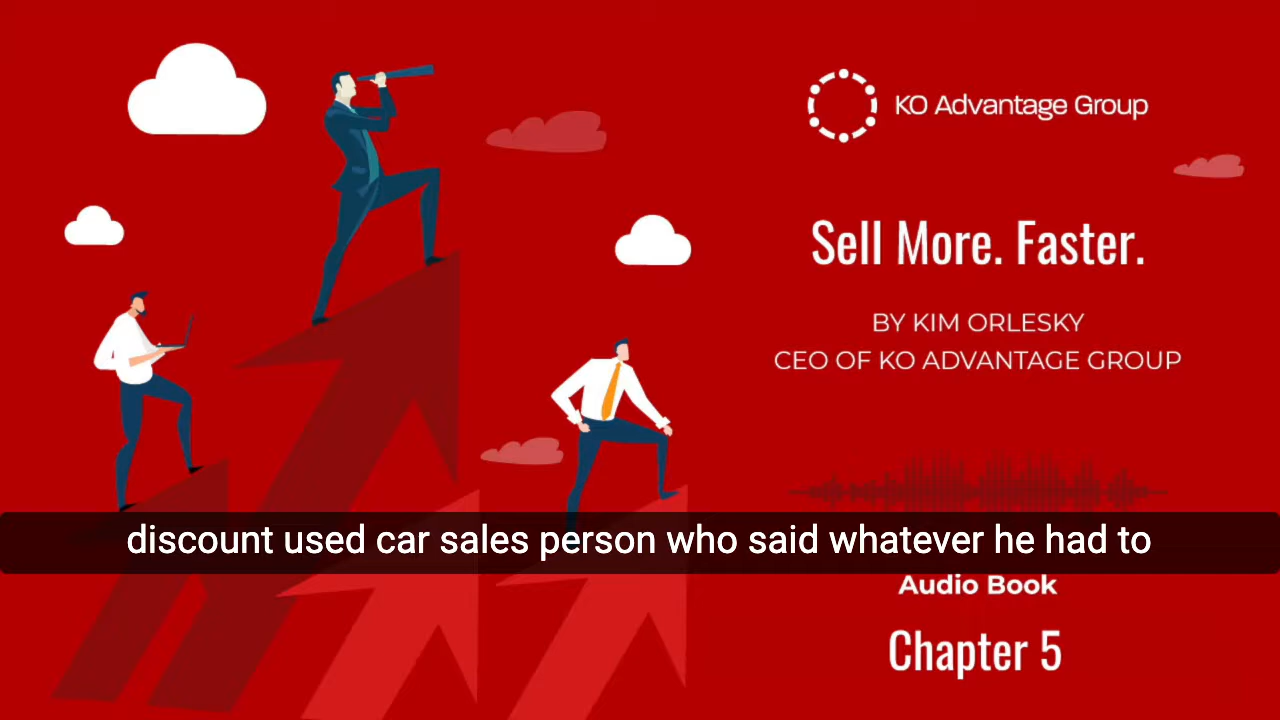 KO Advantage Group
Sell More. Faster.
BY KIM ORLESKY
CEO OF KO ADVANTAGE GROUP
discount used car sales person who said whatever he had to
Audio Book
Chapter 5